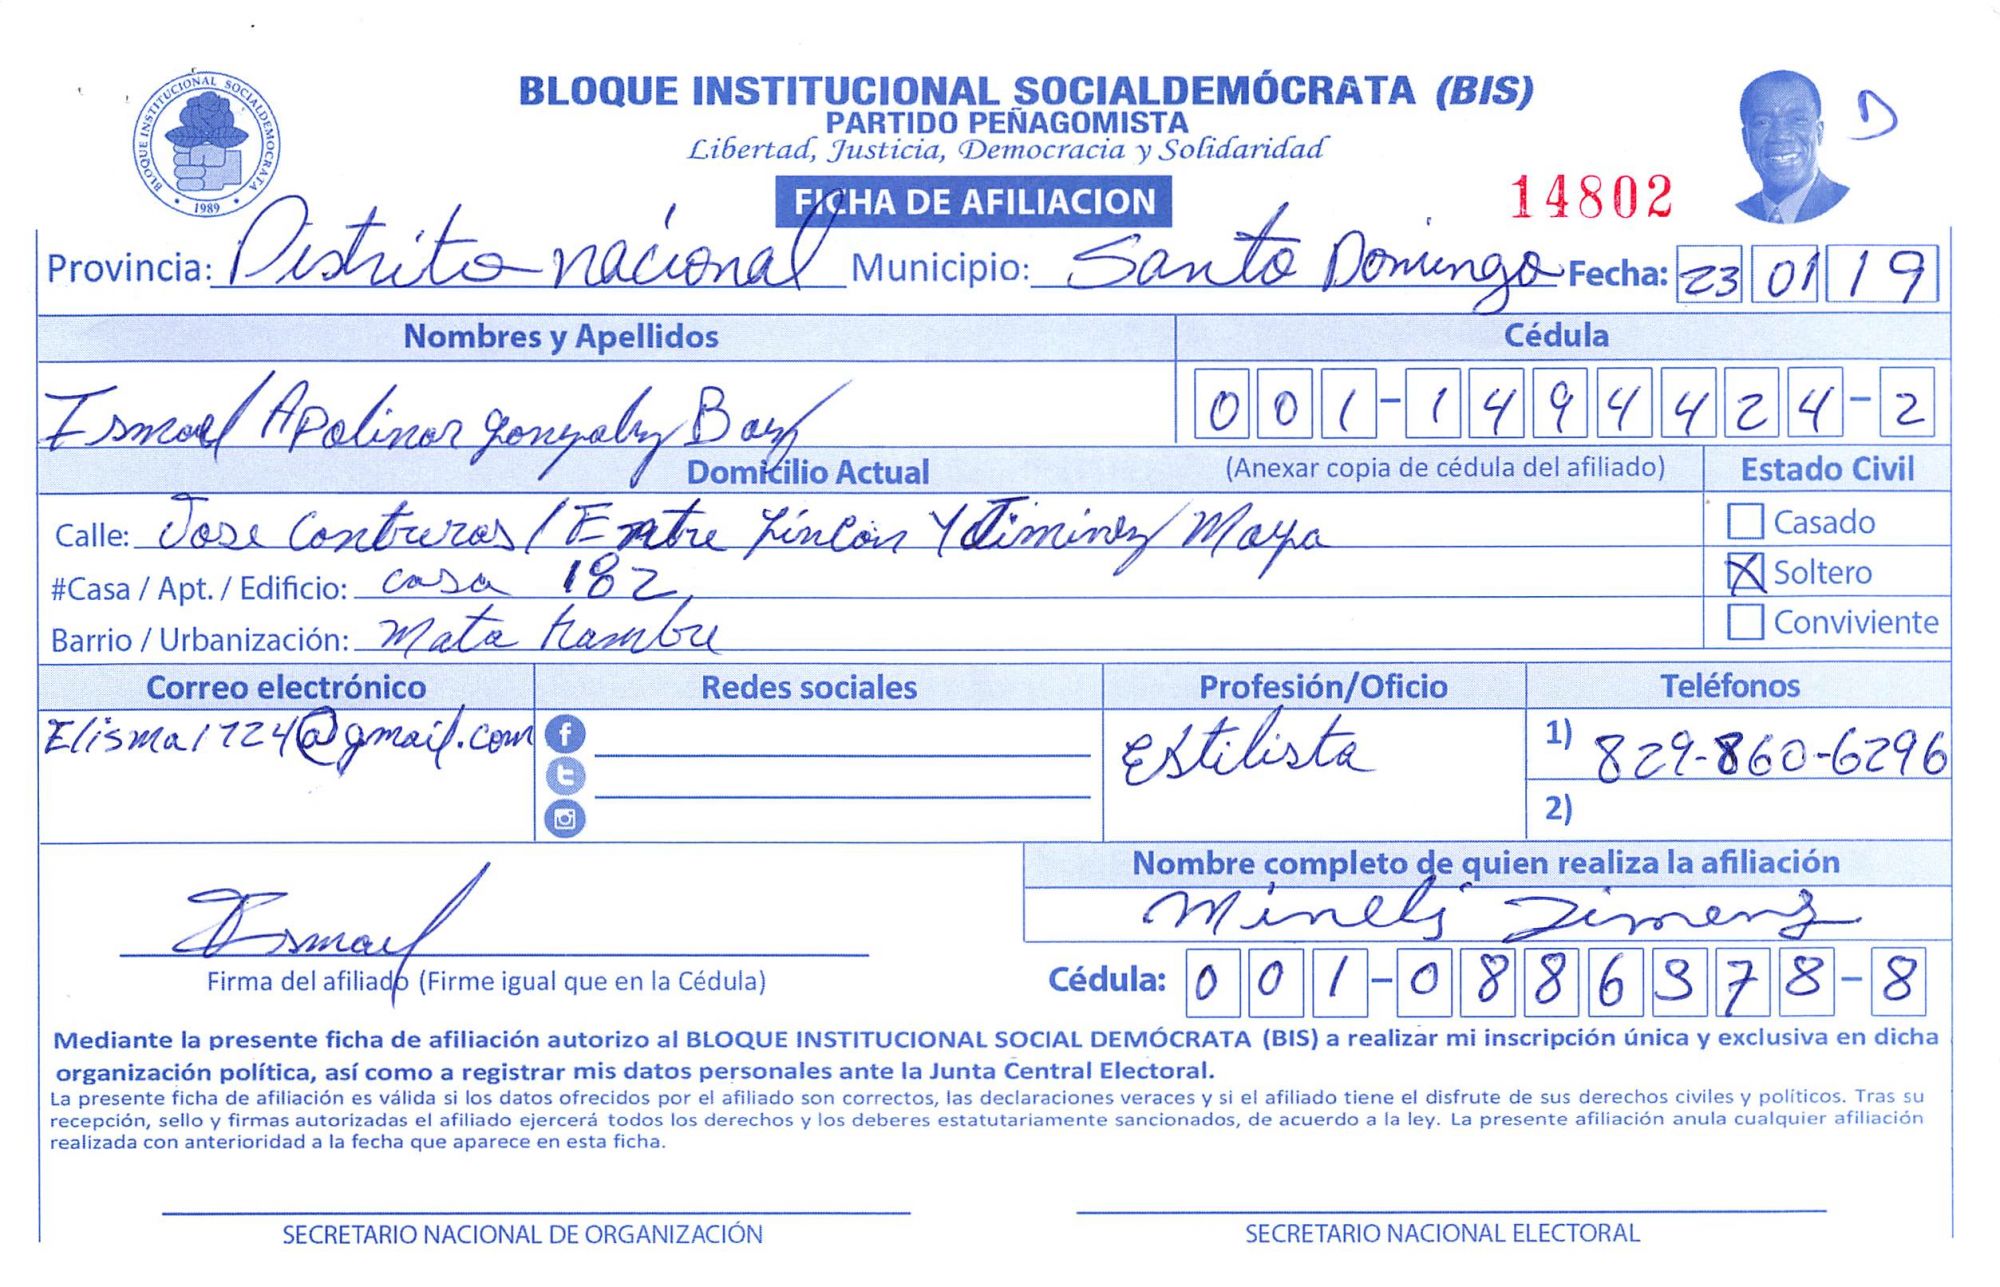 BLOQUE INSTITUCIONAL SOCIALDEMÓCRATA (BIS)
PARTIDO PEÑAGOMISTA
Libertad, Justicia, Democracia y Solidaridad
D
BLOQUE INSTITUCIONAL SOCIALDEMOCRATA
1989
FICHA DE AFILIACION
14802
Provincia: Distrito nacional Municipio: Santo Domingo Fecha: 23 01 19
Nombres y Apellidos Cédula
Ismael Apolinar gonzalez 001-1494424-2
Domicilio Actual (Anexar copia de cédula del afiliado) Estado Civil
Calle: Jose Contreras / Entre Lincon Y Jiminez Moya Casado
#Casa / Apt. / Edificio: casa 182 X Soltero
Barrio / Urbanización: Mata hambre Conviviente
Correo electrónico Redes sociales Profesión/Oficio Teléfonos
Elisma1724@gmail.com Estilista 1) 829-860-6296
2)
Nombre completo de quien realiza la afiliación
Ismael Minelis Jimenez
Firma del afiliado (Firme igual que en la Cédula) Cédula: 001-0886378-8
Mediante la presente ficha de afiliación autorizo al BLOQUE INSTITUCIONAL SOCIAL DEMÓCRATA (BIS) a realizar mi inscripción única y exclusiva en dicha
organización política, así como a registrar mis datos personales ante la Junta Central Electoral.
La presente ficha de afiliación es válida si los datos ofrecidos por el afiliado son correctos, las declaraciones veraces y si el afiliado tiene el disfrute de sus derechos civiles y políticos. Tras su
recepción, sello y firmas autorizadas el afiliado ejercerá todos los derechos y los deberes estatutariamente sancionados, de acuerdo a la ley. La presente afiliación anula cualquier afiliación
realizada con anterioridad a la fecha que aparece en esta ficha.
SECRETARIO NACIONAL DE ORGANIZACIÓN SECRETARIO NACIONAL ELECTORAL